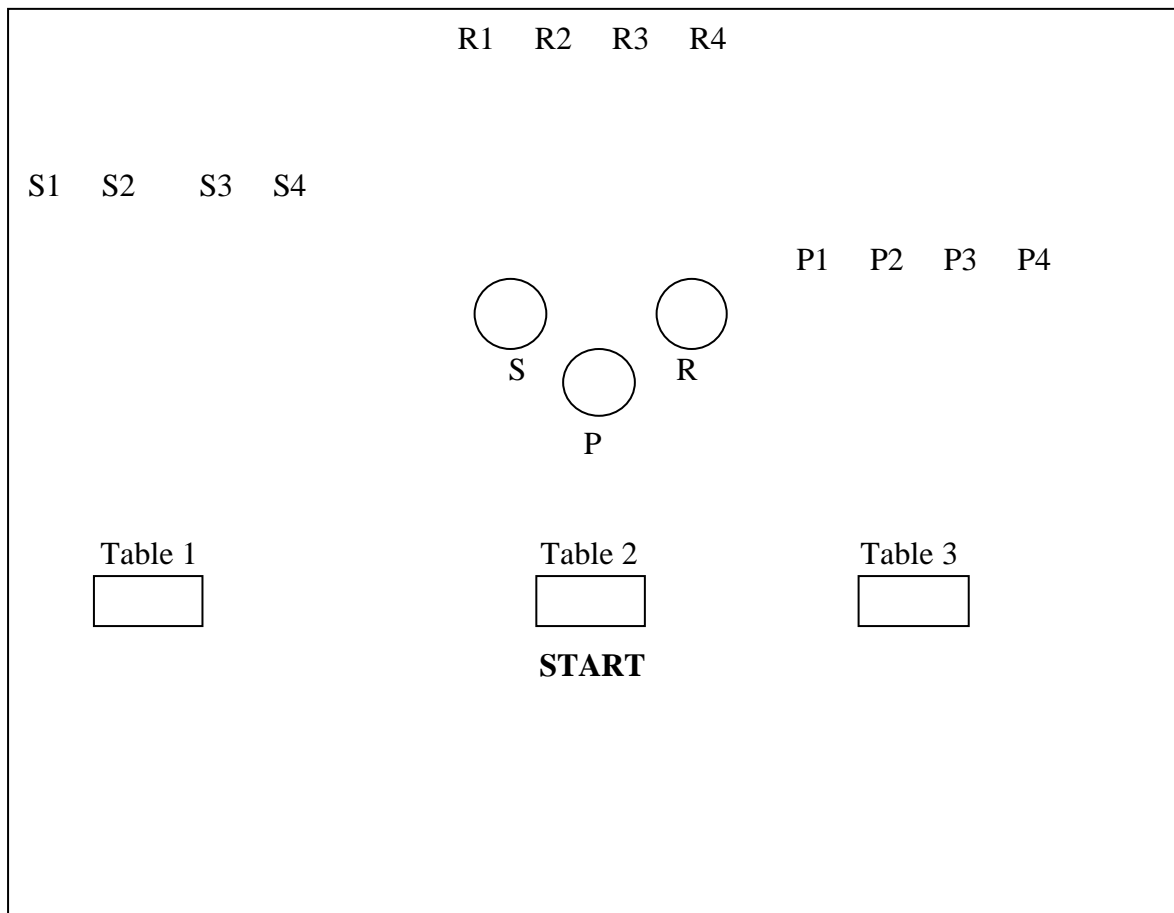 R1 R2 R3 R4
S1 S2 S3 S4
P1 P2 P3 P4
S R
P
Table 1 Table 2 Table 3
START